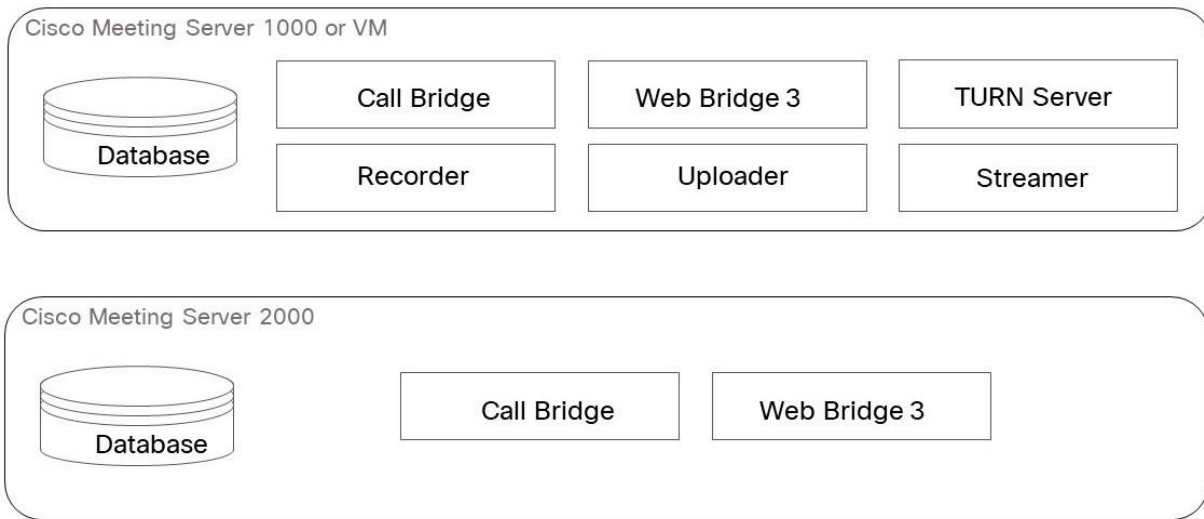 Cisco Meeting Server 1000 or VM
Call Bridge
Web Bridge 3
TURN Server
Database
Recorder
Uploader
Streamer
Cisco Meeting Server 2000
Call Bridge
Web Bridge 3
Database